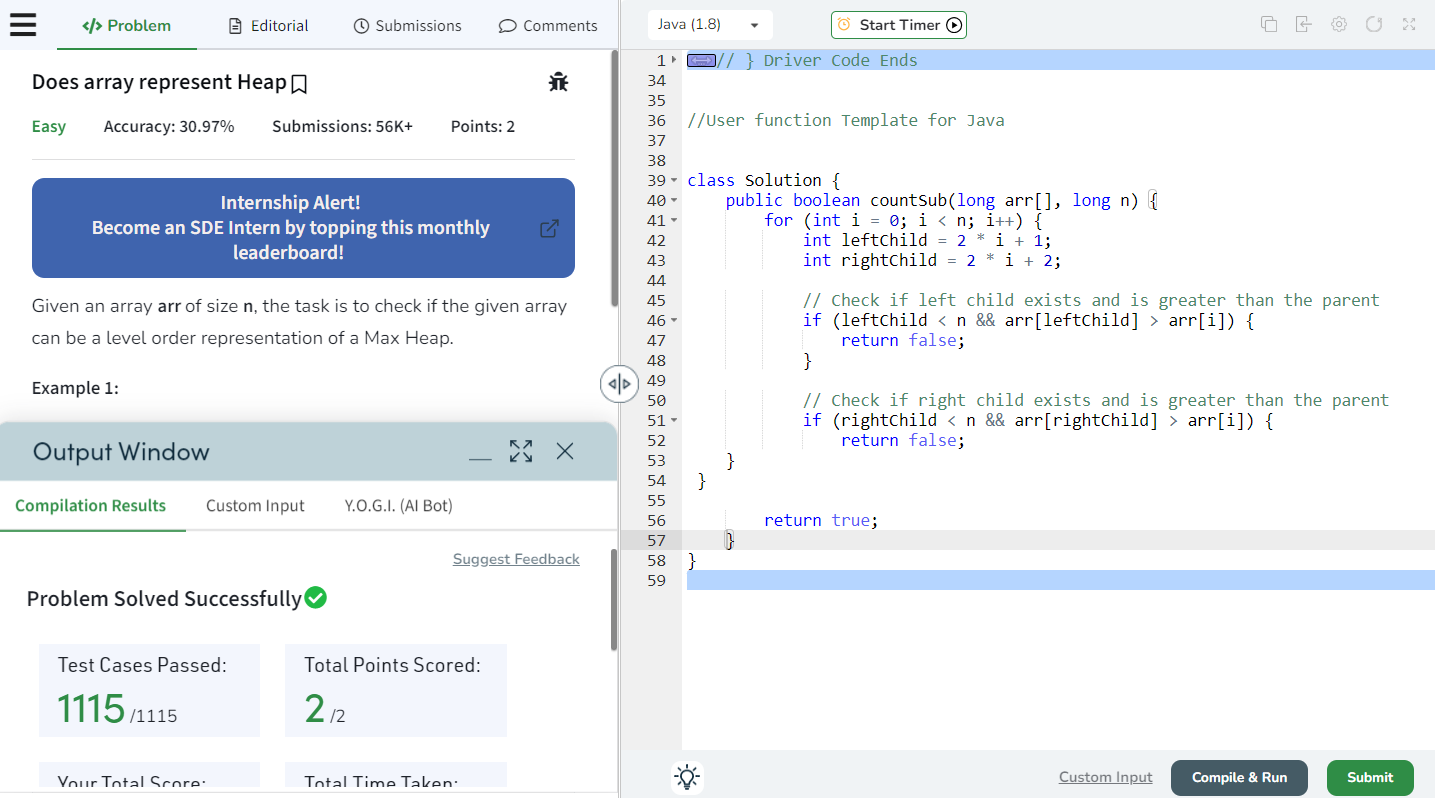 Problem
Editorial
Submissions
Comments
Does array represent Heap
Easy Accuracy: 30.97% Submissions: 56K+ Points: 2
Internship Alert!
Become an SDE Intern by topping this monthly
leaderboard!
Given an array arr of size n, the task is to check if the given array
can be a level order representation of a Max Heap.
Example 1:
Output Window
Compilation Results Custom Input Y.O.G.I. (AI Bot)
Suggest Feedback
Problem Solved Successfully
Test Cases Passed:
1115 /1115
Total Points Scored:
2 /2
Your Total Score:
Total Time Taken:
Java (1.8)
Start Timer
1 // } Driver Code Ends
34
35
36 //User function Template for Java
37
38
39 class Solution {
40 public boolean countSub(long arr[], long n) {
41 for (int i = 0; i < n; i++) {
42 int leftChild = 2 * i + 1;
43 int rightChild = 2 * i + 2;
44
45 // Check if left child exists and is greater than the parent
46 if (leftChild < n && arr[leftChild] > arr[i]) {
47 return false;
48 }
49
50 // Check if right child exists and is greater than the parent
51 if (rightChild < n && arr[rightChild] > arr[i]) {
52 return false;
53 }
54 }
55
56 return true;
57 }
58 }
59
Custom Input
Compile & Run
Submit